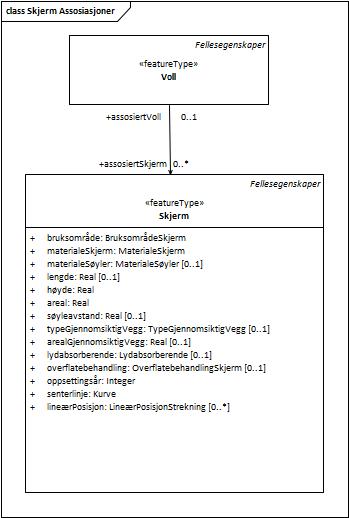 class Skjerm Assosiasjoner
Fellesegenskaper
«featureType»
Voll
+assosiertVoll 0..1
+assosiertSkjerm 0..*
Fellesegenskaper
«featureType»
Skjerm
+ bruksområde: BruksområdeSkjerm
+ materialeSkjerm: MaterialeSkjerm
+ materialeSøyler: MaterialeSøyler [0..1]
+ lengde: Real [0..1]
+ høyde: Real
+ areal: Real
+ søyleavstand: Real [0..1]
+ typeGjennomsiktigVegg: TypeGjennomsiktigVegg [0..1]
+ arealGjennomsiktigVegg: Real [0..1]
+ lydabsorberende: Lydabsorberende [0..1]
+ overflatebehandling: OverflatebehandlingSkjerm [0..1]
+ oppsettingsår: Integer
+ senterlinje: Kurve
+ lineærPosisjon: LineærPosisjonStrekning [0..*]